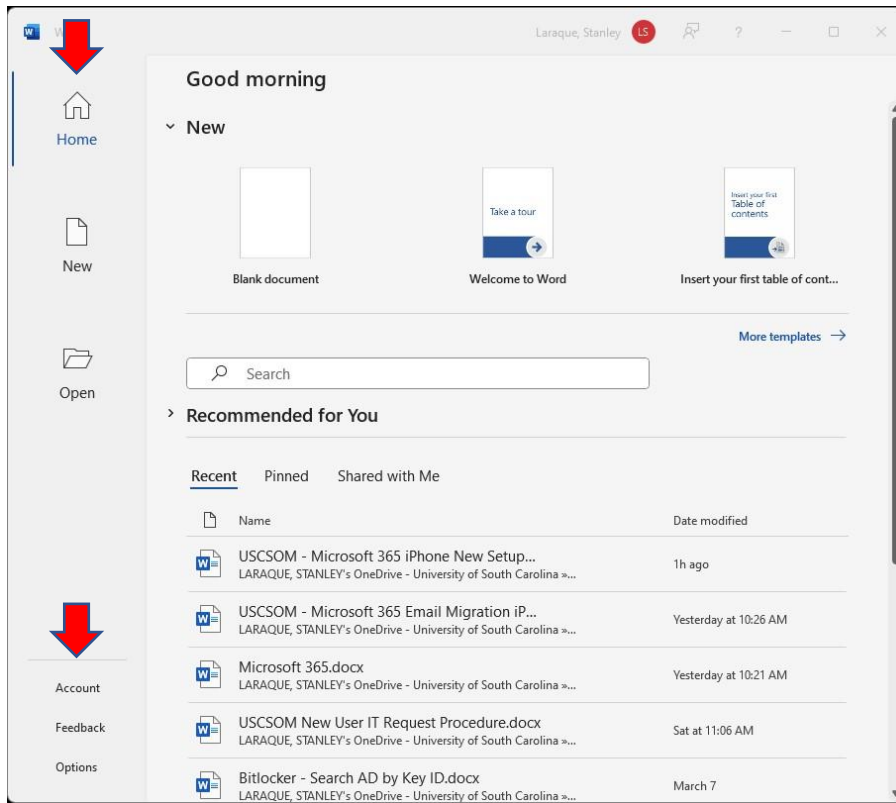 W
Laraque, Stanley LS ?
Good morning
Home
New
Blank document
Take a tour
Welcome to Word
Insert your first
Table of
contents
Insert your first table of cont...
New
More templates
Open
Search
Recommended for You
Recent Pinned Shared with Me
Name Date modified
USCSOM - Microsoft 365 iPhone New Setup...
LARAQUE, STANLEY's OneDrive - University of South Carolina »...
1h ago
USCSOM - Microsoft 365 Email Migration iP...
LARAQUE, STANLEY's OneDrive - University of South Carolina »...
Yesterday at 10:26 AM
Microsoft 365.docx
LARAQUE, STANLEY's OneDrive - University of South Carolina »...
Yesterday at 10:21 AM
USCSOM New User IT Request Procedure.docx
LARAQUE, STANLEY's OneDrive - University of South Carolina »...
Sat at 11:06 AM
Bitlocker - Search AD by Key ID.docx
LARAQUE, STANLEY's OneDrive - University of South Carolina »...
March 7
Account
Feedback
Options